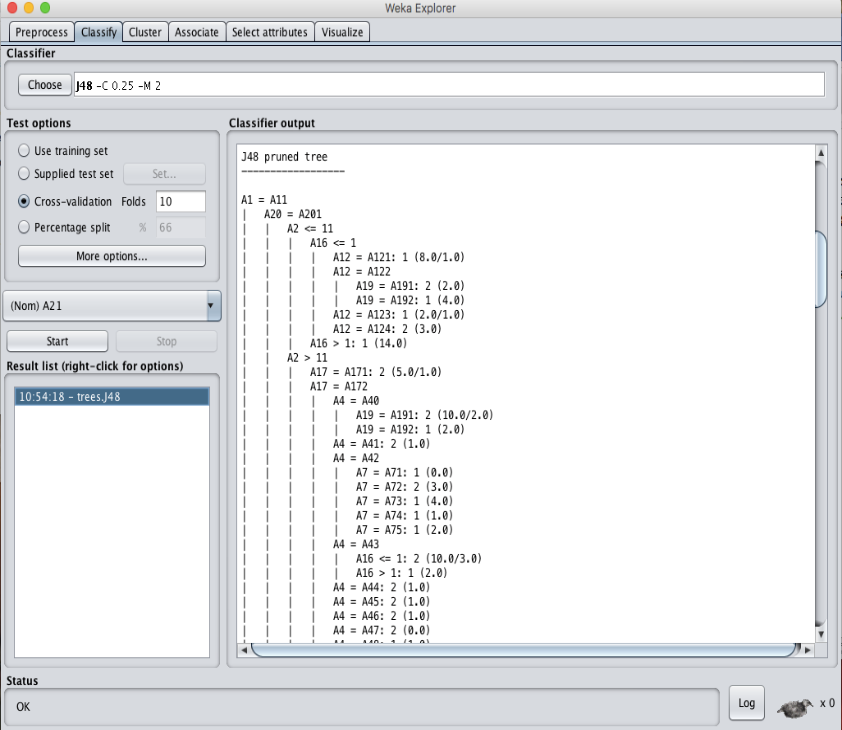 Weka Explorer
Preprocess Classify Cluster Associate Select attributes Visualize
Classifier
Choose J48 -C 0.25 -M 2
Test options
Use training set
Supplied test set Set...
Cross-validation Folds 10
Percentage split % 66
More options...
(Nom) A21
Start Stop
Result list (right-click for options)
10:54:18 - trees.J48
Classifier output
J48 pruned tree
------------------
A1 = A11
|   A20 = A201
|   |   A2 <= 11
|   |   |   A16 <= 1
|   |   |   |   A12 = A121: 1 (8.0/1.0)
|   |   |   |   A12 = A122
|   |   |   |   |   A19 = A191: 2 (2.0)
|   |   |   |   |   A19 = A192: 1 (4.0)
|   |   |   |   A12 = A123: 1 (2.0/1.0)
|   |   |   |   A12 = A124: 2 (3.0)
|   |   |   A16 > 1: 1 (14.0)
|   |   A2 > 11
|   |   |   A17 = A171: 2 (5.0/1.0)
|   |   |   A17 = A172
|   |   |   |   A4 = A40
|   |   |   |   |   A19 = A191: 2 (10.0/2.0)
|   |   |   |   |   A19 = A192: 1 (2.0)
|   |   |   |   A4 = A41: 2 (1.0)
|   |   |   |   A4 = A42
|   |   |   |   |   A7 = A71: 1 (0.0)
|   |   |   |   |   A7 = A72: 2 (3.0)
|   |   |   |   |   A7 = A73: 1 (4.0)
|   |   |   |   |   A7 = A74: 1 (1.0)
|   |   |   |   |   A7 = A75: 1 (2.0)
|   |   |   |   A4 = A43
|   |   |   |   |   A16 <= 1: 2 (10.0/3.0)
|   |   |   |   |   A16 > 1: 1 (2.0)
|   |   |   |   A4 = A44: 2 (1.0)
|   |   |   |   A4 = A45: 2 (1.0)
|   |   |   |   A4 = A46: 2 (1.0)
|   |   |   |   A4 = A47: 2 (0.0)
Status
OK
Log x 0